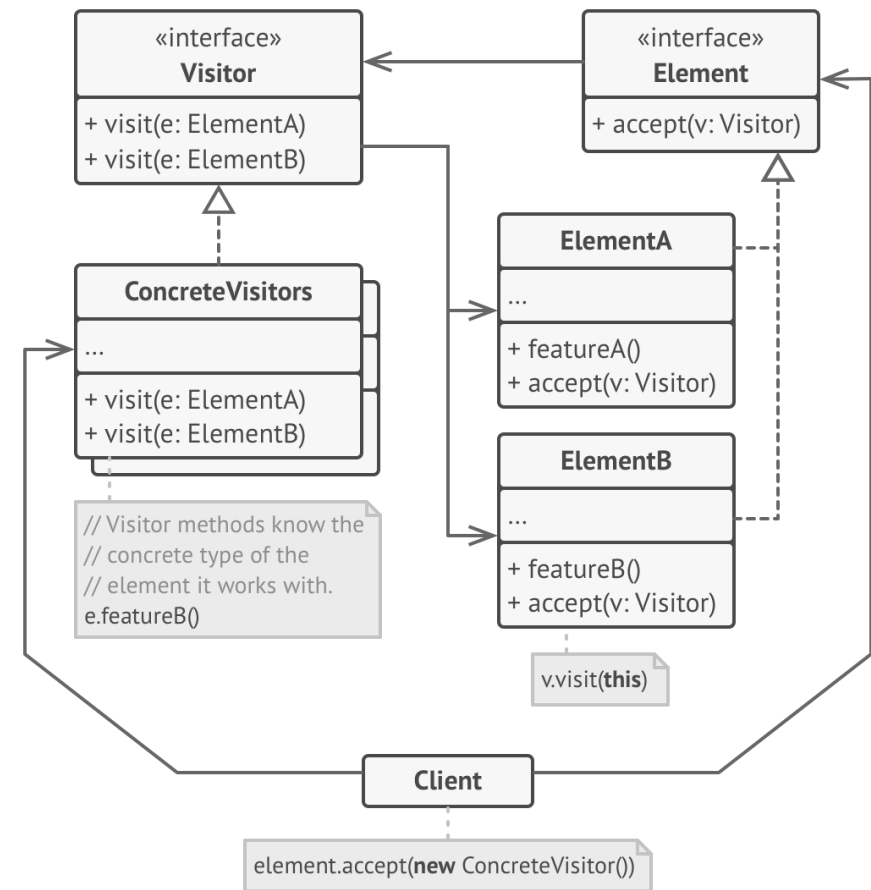 «interface»
Visitor
+ visit(e: ElementA)
+ visit(e: ElementB)
«interface»
Element
+ accept(v: Visitor)
ConcreteVisitors
...
+ visit(e: ElementA)
+ visit(e: ElementB)
// Visitor methods know the
// concrete type of the
// element it works with.
e.featureB()
ElementA
...
+ featureA()
+ accept(v: Visitor)
ElementB
...
+ featureB()
+ accept(v: Visitor)
v.visit(this)
Client
element.accept(new ConcreteVisitor())